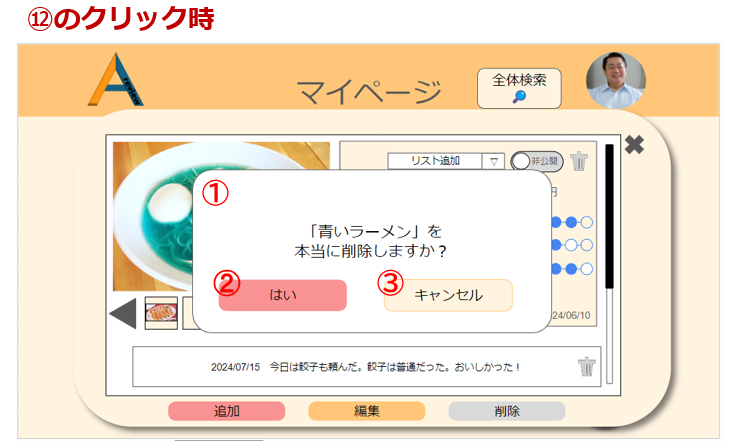 ⑫のクリック時
A
review
マイページ
全体検索
リスト追加 ▽
非公開
円
①
「青いラーメン」を
本当に削除しますか？
② はい
③ キャンセル
24/06/10
2024/07/15 今日は餃子も頼んだ。餃子は普通だった。おいしかった！
追加
編集
削除